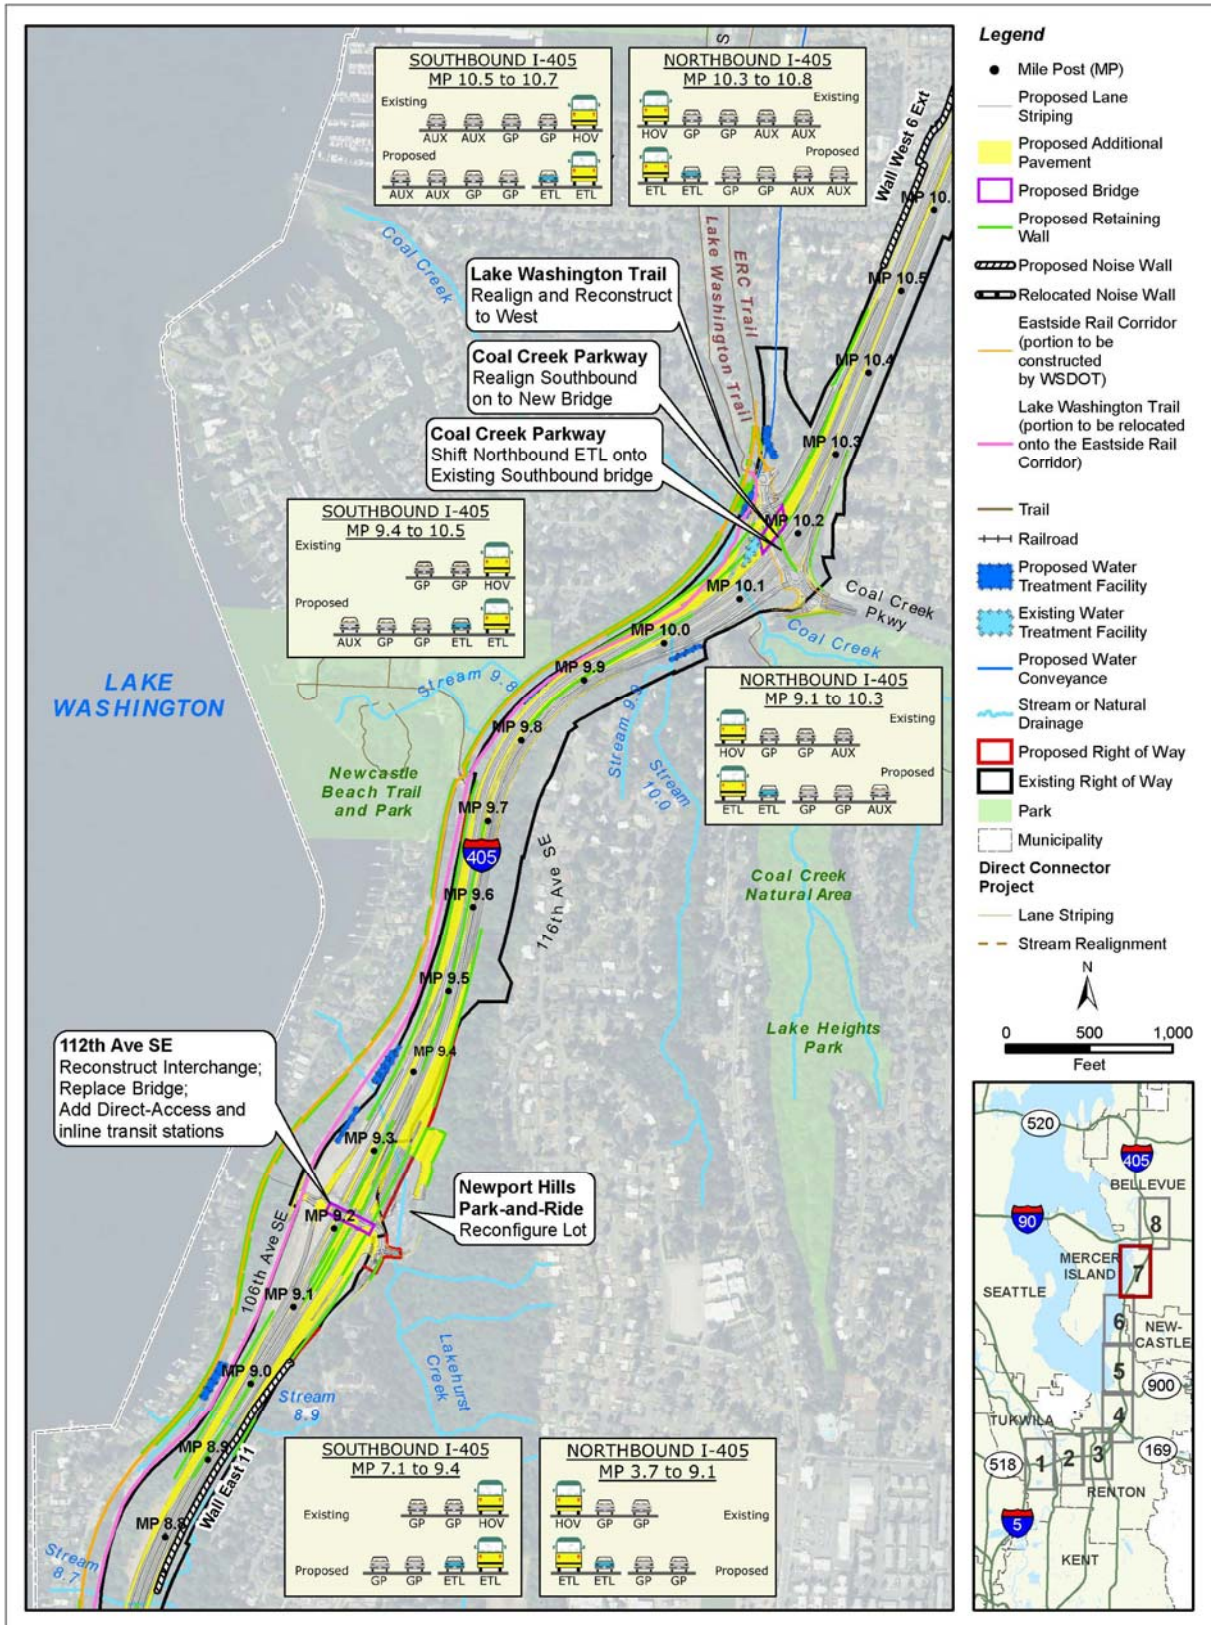 SOUTHBOUND I-405
MP 10.5 to 10.7
Existing
AUX AUX GP GP HOV
Proposed
AUX AUX GP GP ETL ETL
NORTHBOUND I-405
MP 10.3 to 10.8
Existing
HOV GP GP AUX AUX
Proposed
ETL ETL GP GP AUX AUX
S
Wall West 6 Ext
MP 10.
MP 10.5
MP 10.4
MP 10.3
MP 10.2
MP 10.1
MP 10.0
MP 9.9
MP 9.8
MP 9.7
405
MP 9.6
MP 9.5
MP 9.4
MP 9.3
MP 9.2
MP 9.1
MP 9.0
MP 8.9
MP 8.8
Coal Creek
Lake Washington Trail
ERC Trail
Lake Washington Trail
Realign and Reconstruct
to West
Coal Creek Parkway
Realign Southbound
on to New Bridge
Coal Creek Parkway
Shift Northbound ETL onto
Existing Southbound bridge
SOUTHBOUND I-405
MP 9.4 to 10.5
Existing
GP GP HOV
Proposed
AUX GP GP ETL ETL
Coal Creek
Pkwy
Coal Creek
LAKE
WASHINGTON
Stream 9.8
Stream
10.0
Newcastle
Beach Trail
and Park
NORTHBOUND I-405
MP 9.1 to 10.3
Existing
HOV GP GP AUX
Proposed
ETL ETL GP GP AUX
116th Ave SE
Coal Creek
Natural Area
Lake Heights
Park
112th Ave SE
Reconstruct Interchange;
Replace Bridge;
Add Direct-Access and
inline transit stations
Newport Hills
Park-and-Ride
Reconfigure Lot
106th Ave SE
Lakehurst
Creek
Stream
8.9
Wall East 11
Stream
8.7
SOUTHBOUND I-405
MP 7.1 to 9.4
Existing
GP GP HOV
Proposed
GP GP ETL ETL
NORTHBOUND I-405
MP 3.7 to 9.1
HOV GP GP
Existing
ETL ETL GP GP
Proposed
Legend
Mile Post (MP)
Proposed Lane
Striping
Proposed Additional
Pavement
Proposed Bridge
Proposed Retaining
Wall
Proposed Noise Wall
Relocated Noise Wall
Eastside Rail Corridor
(portion to be
constructed
by WSDOT)
Lake Washington Trail
(portion to be relocated
onto the Eastside Rail
Corridor)
Trail
Railroad
Proposed Water
Treatment Facility
Existing Water
Treatment Facility
Proposed Water
Conveyance
Stream or Natural
Drainage
Proposed Right of Way
Existing Right of Way
Park
Municipality
Direct Connector
Project
Lane Striping
Stream Realignment
N
0 500 1,000
Feet
520
405
BELLEVUE
90
8
MERCER
ISLAND
7
SEATTLE
6
NEW-
CASTLE
5
900
4
TUKWILA
518
1 2 3
169
RENTON
5
KENT